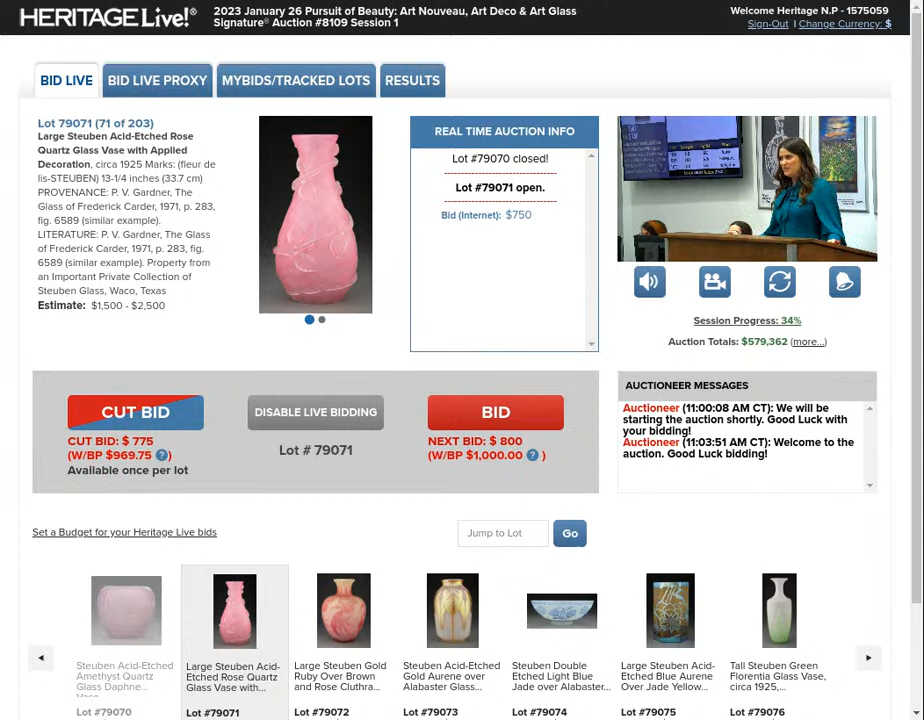 HERITAGE Live!®
2023 January 26 Pursuit of Beauty: Art Nouveau, Art Deco & Art Glass
Signature® Auction #8109 Session 1
Welcome Heritage N.P - 1575059
Sign-Out | Change Currency: $
BID LIVE
BID LIVE PROXY
MYBIDS/TRACKED LOTS
RESULTS
Lot 79071 (71 of 203)
Large Steuben Acid-Etched Rose
Quartz Glass Vase with Applied
Decoration, circa 1925 Marks: (fleur de
lis-STEUBEN) 13-1/4 inches (33.7 cm)
PROVENANCE: P. V. Gardner, The
Glass of Frederick Carder, 1971, p. 283,
fig. 6589 (similar example).
LITERATURE: P. V. Gardner, The Glass
of Frederick Carder, 1971, p. 283, fig.
6589 (similar example). Property from
an Important Private Collection of
Steuben Glass, Waco, Texas
Estimate: $1,500 - $2,500
REAL TIME AUCTION INFO
Lot #79070 closed!
Lot #79071 open.
Bid (Internet): $750
Session Progress: 34%
Auction Totals: $579,362 (more...)
CUT BID
CUT BID: $ 775
(W/BP $969.75 ?)
Available once per lot
DISABLE LIVE BIDDING
Lot # 79071
BID
NEXT BID: $ 800
(W/BP $1,000.00 ? )
AUCTIONEER MESSAGES
Auctioneer (11:00:08 AM CT): We will be
starting the auction shortly. Good Luck with
your bidding!
Auctioneer (11:03:51 AM CT): Welcome to the
auction. Good Luck bidding!
Set a Budget for your Heritage Live bids
Jump to Lot
Go
Steuben Acid-Etched
Amethyst Quartz
Glass Daphne...
Vase
Lot #79070
Large Steuben Acid-
Etched Rose Quartz
Glass Vase with...
Lot #79071
Large Steuben Gold
Ruby Over Brown
and Rose Cluthra...
Lot #79072
Steuben Acid-Etched
Gold Aurene over
Alabaster Glass...
Lot #79073
Steuben Double
Etched Light Blue
Jade over Alabaster...
Lot #79074
Large Steuben Acid-
Etched Blue Aurene
Over Jade Yellow...
Lot #79075
Tall Steuben Green
Florentia Glass Vase,
circa 1925,...
Lot #79076